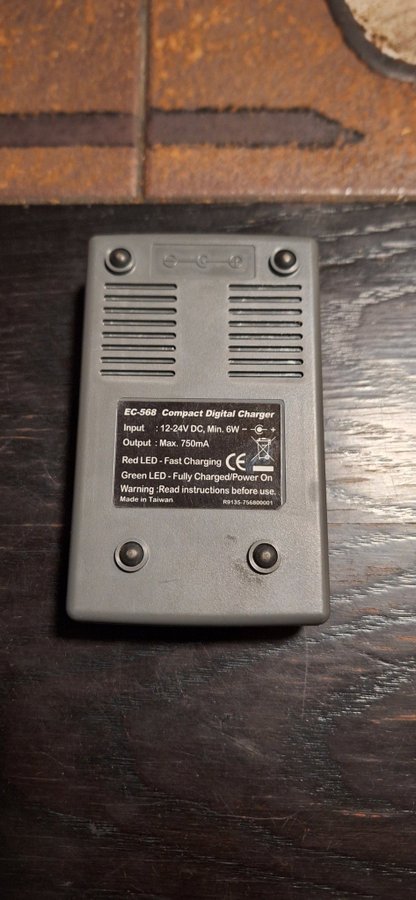 EC-568 Compact Digital Charger
Input : 12-24V DC, Min. 6W - +
Output : Max. 750mA
Red LED - Fast Charging CE
Green LED - Fully Charged/Power On
Warning :Read instructions before use.
Made in Taiwan R9135-756800001